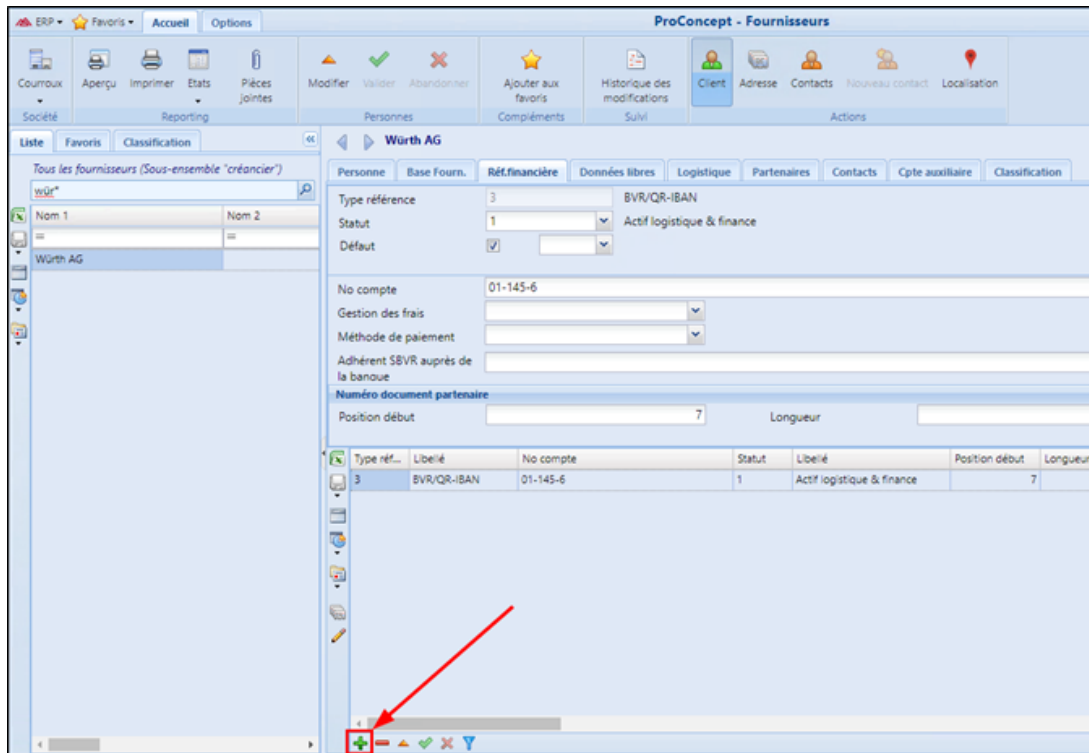 ERP Favoris Accueil Options ProConcept - Fournisseurs
Courroux Aperçu Imprimer Etats Pièces jointes Modifier Valider Abandonner Ajouter aux favoris Historique des modifications Client Adresse Contacts Nouveau contact Localisation
Société Reporting Personnes Compléments Suivi Actions
Liste Favoris Classification Würth AG
Tous les fournisseurs (Sous-ensemble "créancier")
Personne Base Fourn. Réf.financière Données libres Logistique Partenaires Contacts Cpte auxiliaire Classification
wür*
Type référence 3 BVR/QR-IBAN
Nom 1 Nom 2
Statut 1 Actif logistique & finance
= =
Défaut
Würth AG
No compte 01-145-6
Gestion des frais
Méthode de paiement
Adhérent SBVR auprès de
la banque
Numéro document partenaire
Position début 7 Longueur
Type réf... Libellé No compte Statut Libellé Position début Longueur
3 BVR/QR-IBAN 01-145-6 1 Actif logistique & finance 7